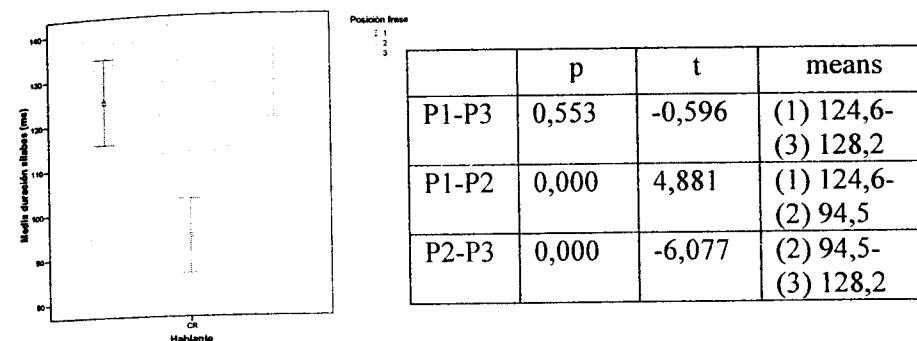 Posición frase
1
2
3
140
130
120
110
100
90
80
Media duración sílabas (ms)
CR
Hablante
p t means
P1-P3 0,553 -0,596 (1) 124,6-
(3) 128,2
P1-P2 0,000 4,881 (1) 124,6-
(2) 94,5
P2-P3 0,000 -6,077 (2) 94,5-
(3) 128,2